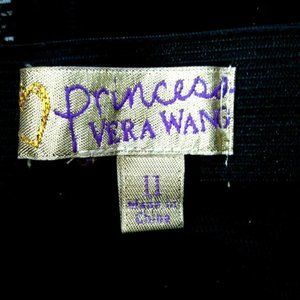 princess
VERA WANG
11
Made in
China